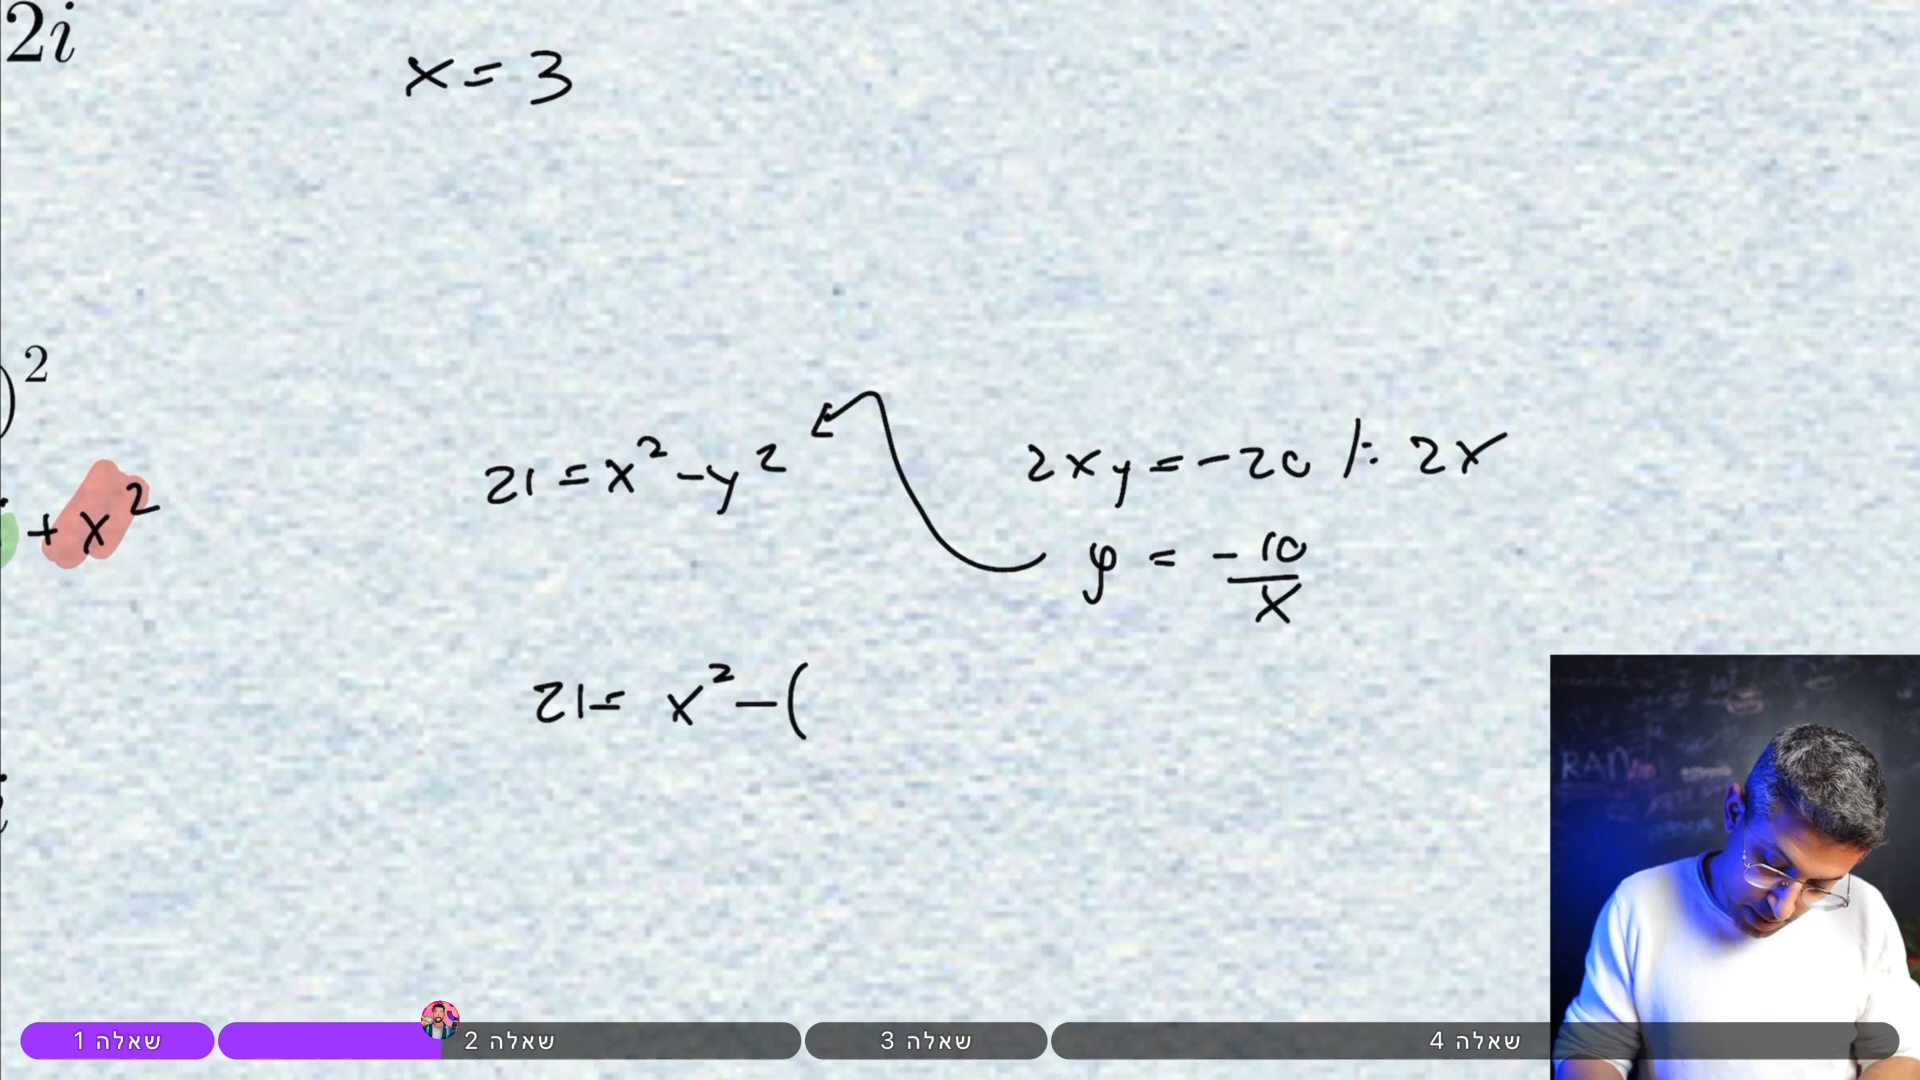 2i
x = 3
)²
21 = x² - y²
2xy = -20 /: 2x
+ x²
y = -10/x
21 = x² - (
i
RAN
שאלה 1
שאלה 2
שאלה 3
שאלה 4